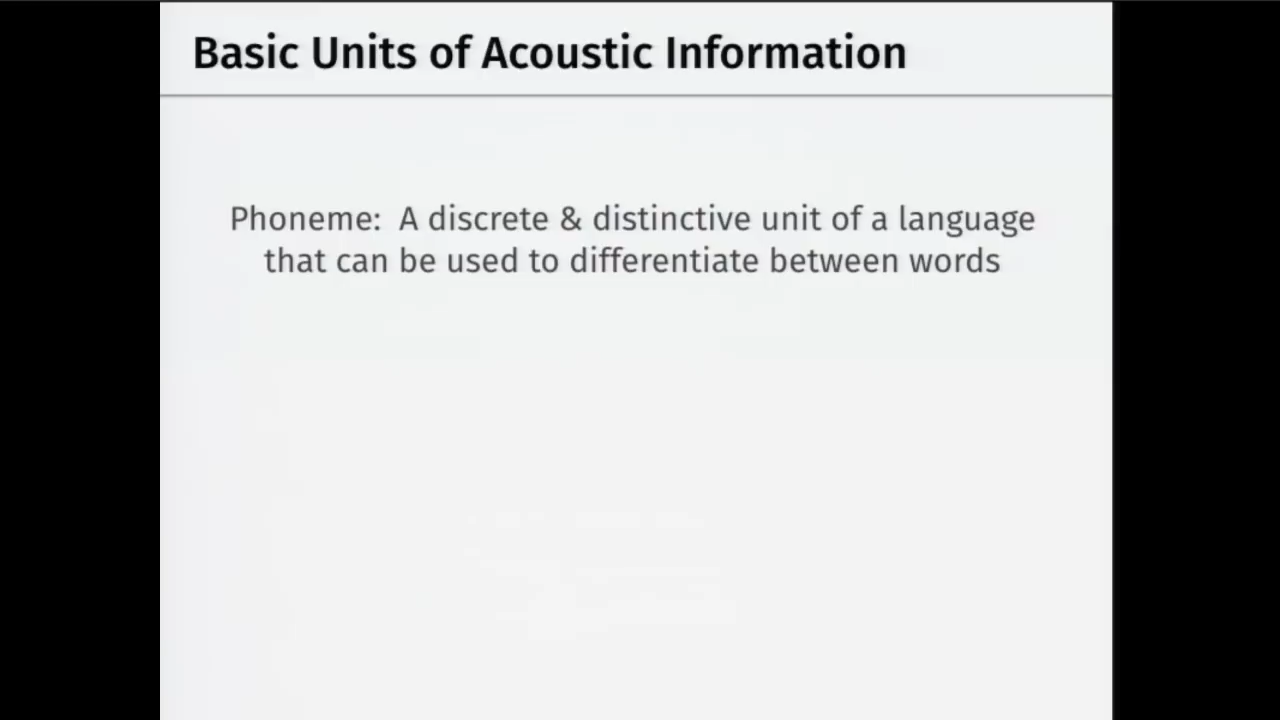 Basic Units of Acoustic Information
Phoneme: A discrete & distinctive unit of a language
that can be used to differentiate between words